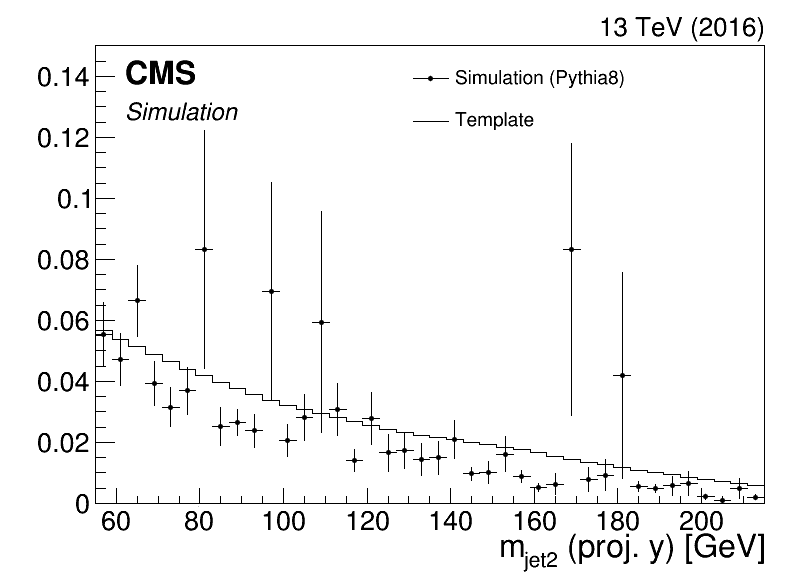 13 TeV (2016)
CMS
Simulation
Simulation (Pythia8)
Template
0.14
0.12
0.1
0.08
0.06
0.04
0.02
0
60 80 100 120 140 160 180 200
m_jet2 (proj. y) [GeV]